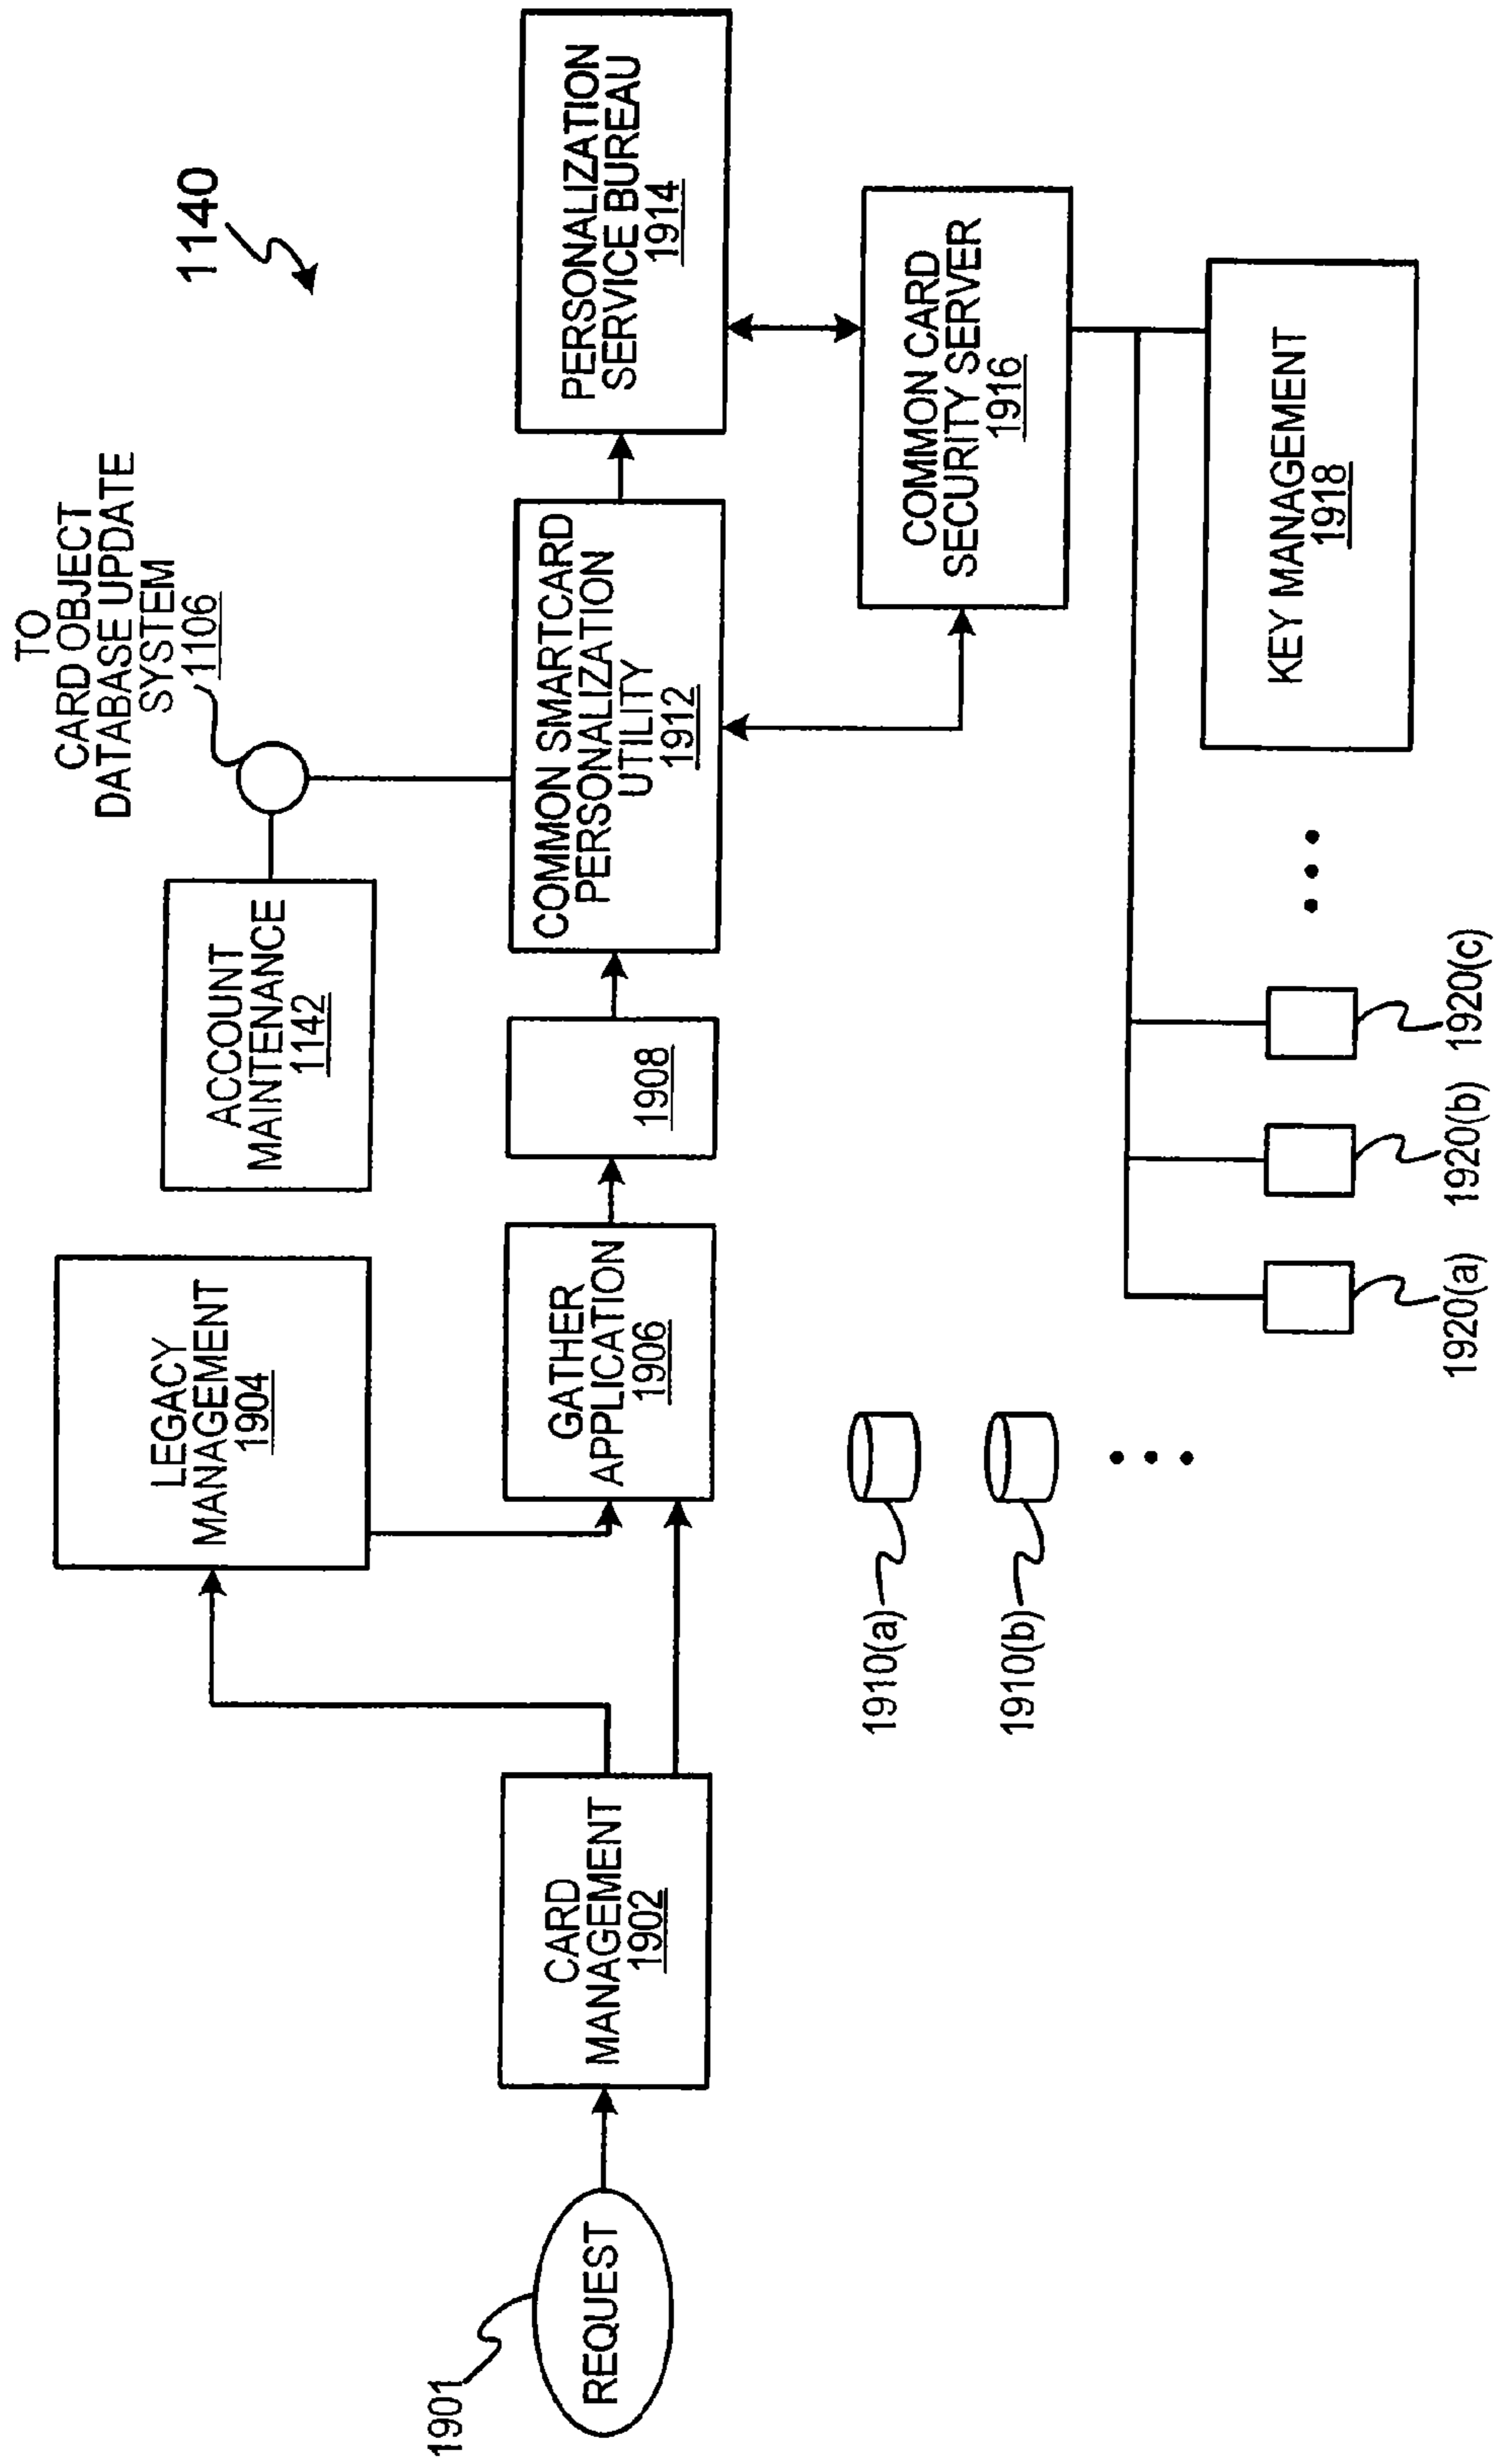 1140
TO
CARD OBJECT
DATABASE UPDATE
SYSTEM
1106
LEGACY
MANAGEMENT
1904
ACCOUNT
MAINTENANCE
1142
1901
REQUEST
CARD
MANAGEMENT
1902
GATHER
APPLICATION
1906
1908
COMMON SMARTCARD
PERSONALIZATION
UTILITY
1912
PERSONALIZATION
SERVICE BUREAU
1914
1910(a)
1910(b)
COMMON CARD
SECURITY SERVER
1916
KEY MANAGEMENT
1918
1920(a)
1920(b)
1920(c)